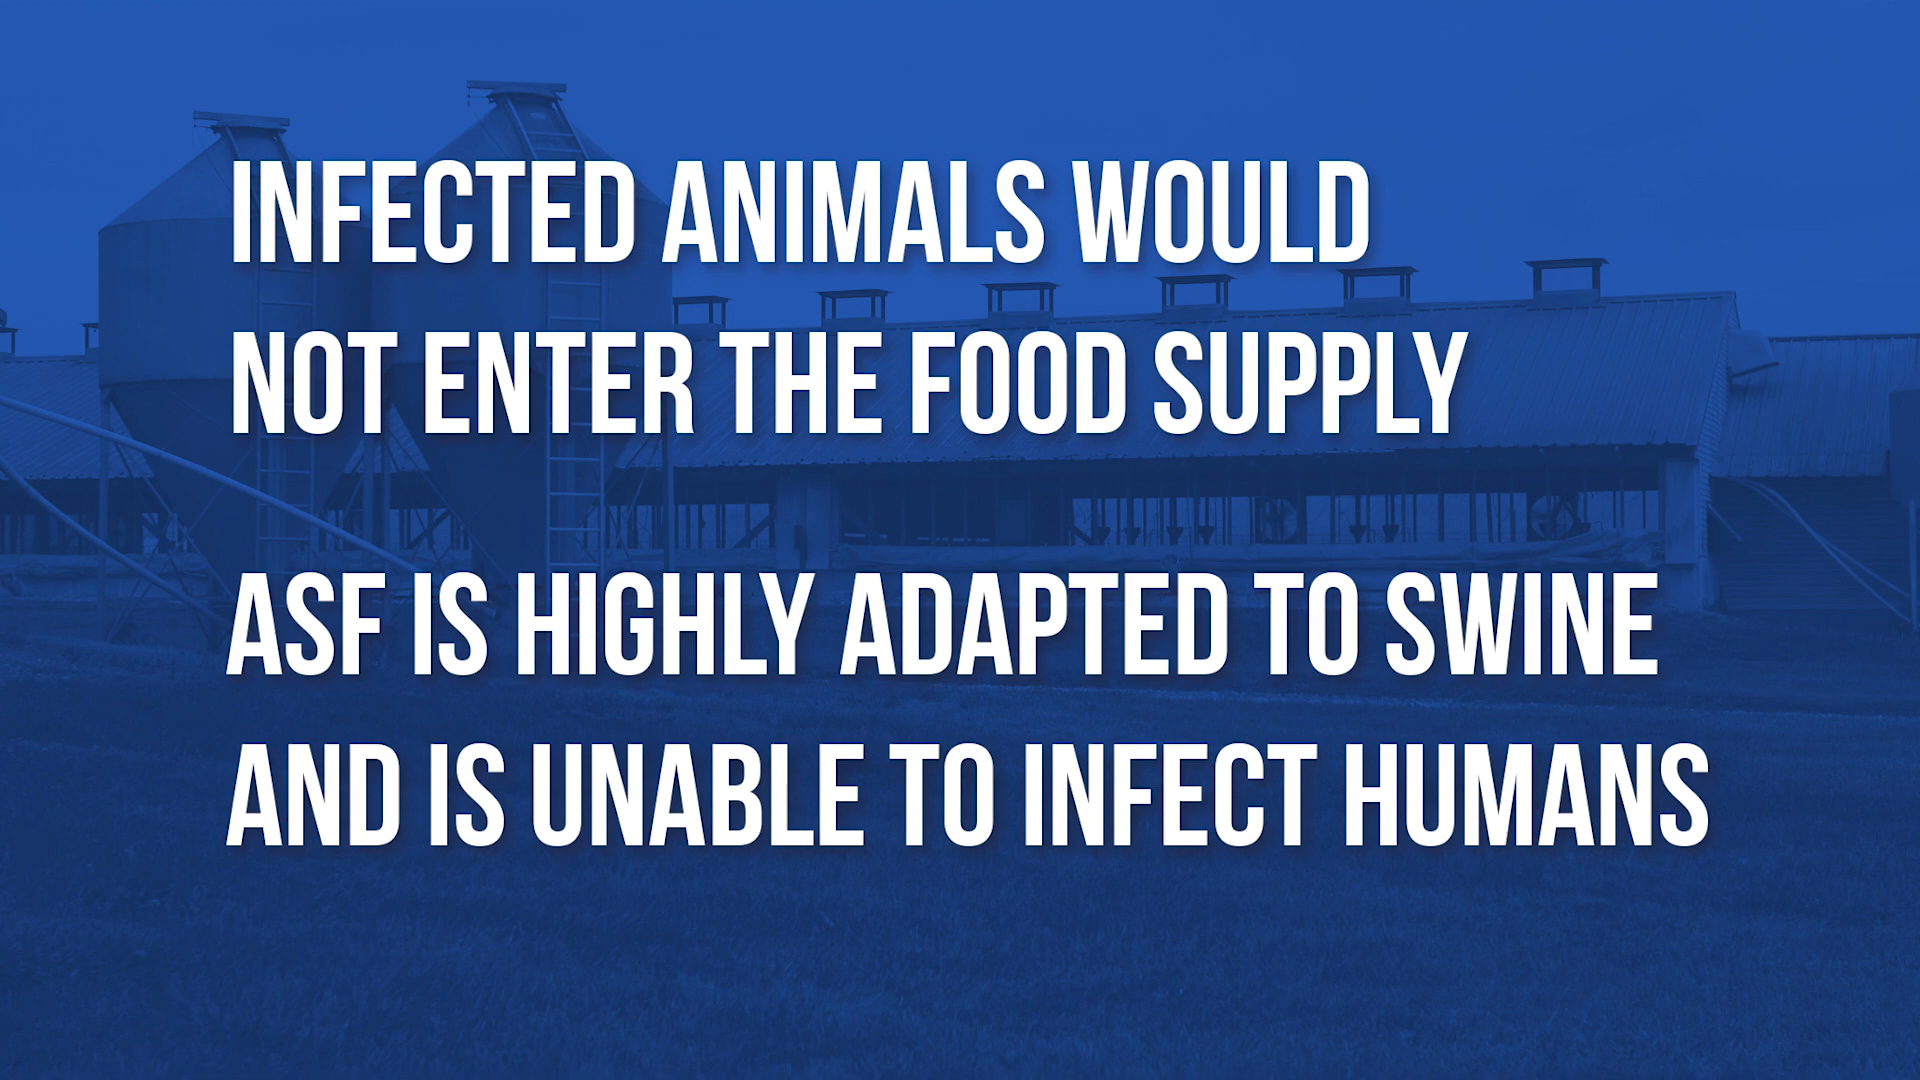 INFECTED ANIMALS WOULD
NOT ENTER THE FOOD SUPPLY
ASF IS HIGHLY ADAPTED TO SWINE
AND IS UNABLE TO INFECT HUMANS